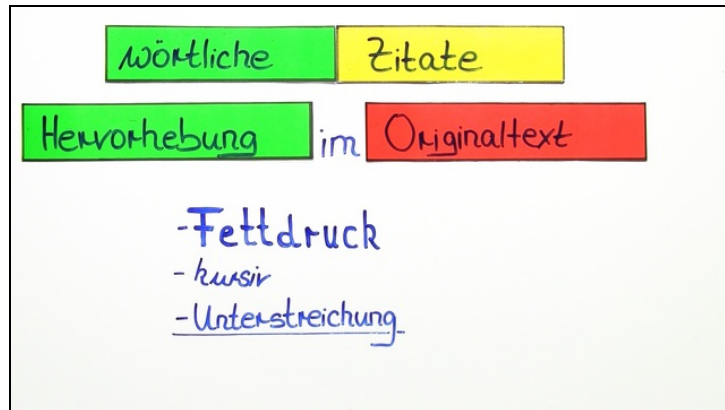 wörtliche Zitate
Hervorhebung im Originaltext
- Fettdruck
- kursiv
- Unterstreichung